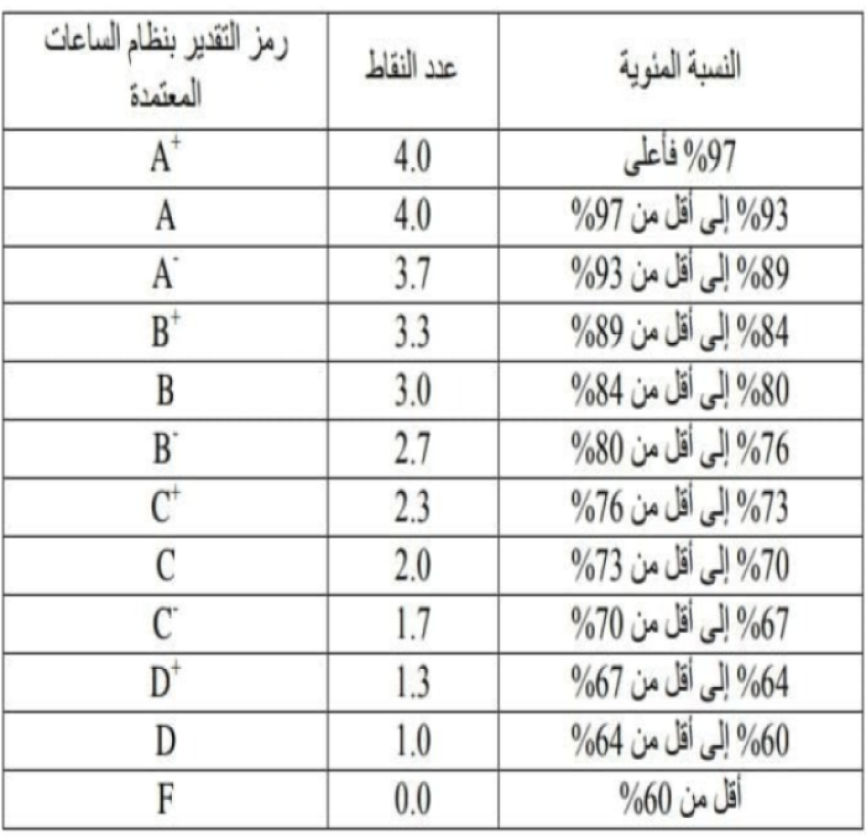 النسبة المئوية	عدد النقاط	رمز التقدير بنظام الساعات المعتمدة
97% فأعلى	4.0	A+
93% إلى أقل من 97%	4.0	A
89% إلى أقل من 93%	3.7	A-
84% إلى أقل من 89%	3.3	B+
80% إلى أقل من 84%	3.0	B
76% إلى أقل من 80%	2.7	B-
73% إلى أقل من 76%	2.3	C+
70% إلى أقل من 73%	2.0	C
67% إلى أقل من 70%	1.7	C-
64% إلى أقل من 67%	1.3	D+
60% إلى أقل من 64%	1.0	D
أقل من 60%	0.0	F